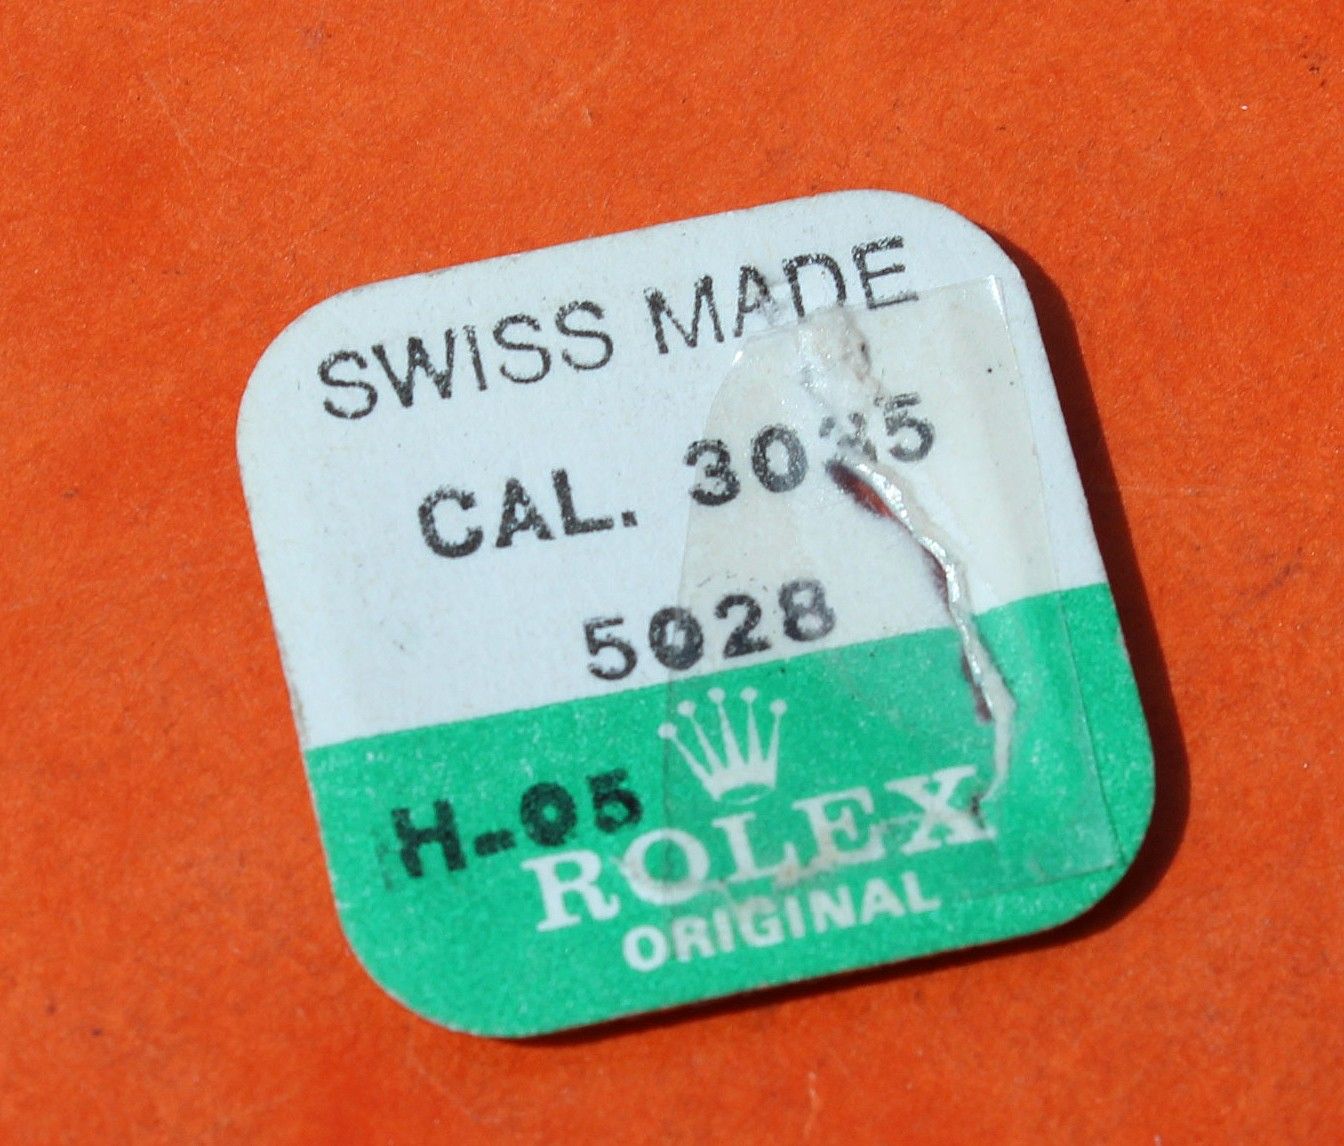 SWISS MADE
CAL. 3035
5028
H-05
ROLEX
ORIGINAL